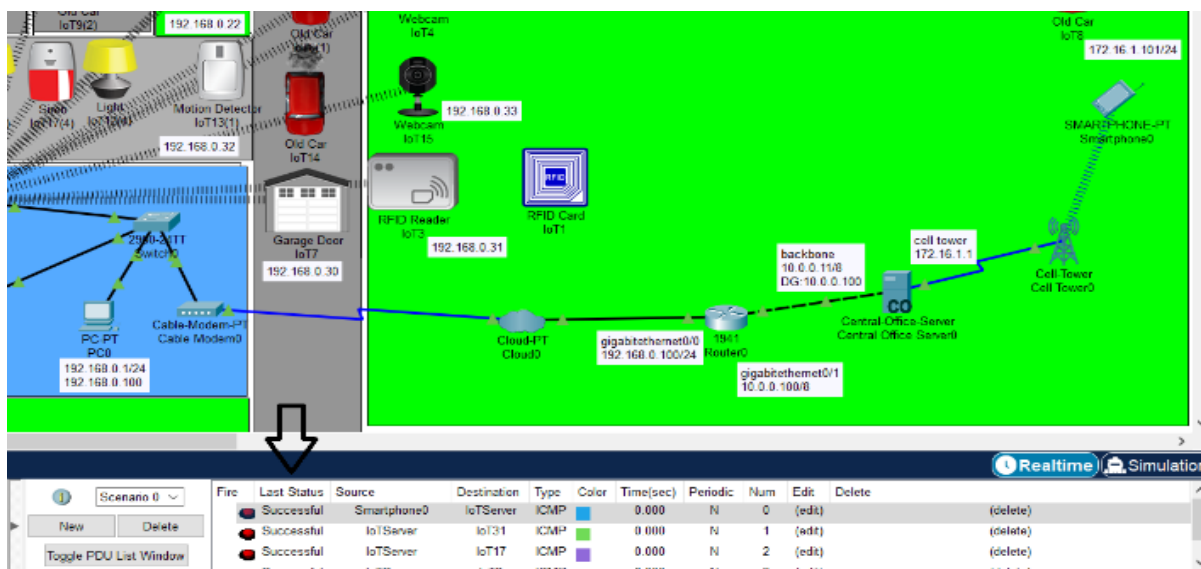 Old Car
IoT9(2)
192.168.0.22
Old Car
Webcam
IoT4
Old Car
IoT8
172.16.1.101/24
Siren
IoT17(4)
Light
Motion Detector
IoT13(1)
192.168.0.32
Old Car
IoT14
192.168.0.33
Webcam
IoT15
SMARTPHONE-PT
Smartphone0
RFID Reader
IoT3
RFID
RFID Card
IoT1
192.168.0.31
2960-24TT
Switch0
Garage Door
IoT7
192.168.0.30
backbone
10.0.0.11/8
DG:10.0.0.100
cell tower
172.16.1.1
Cell-Tower
Cell Tower0
CO
Central-Office-Server
Central Office Server0
PC-PT
PC0
192.168.0.1/24
192.168.0.100
Cable-Modem-PT
Cable Modem0
Cloud-PT
Cloud0
gigabitethernet0/0
192.168.0.100/24
1941
Router0
gigabitethernet0/1
10.0.0.100/8
Realtime
Simulation
Scenario 0
New
Delete
Toggle PDU List Window
Fire Last Status Source Destination Type Color Time(sec) Periodic Num Edit Delete
Successful Smartphone0 IoTServer ICMP 0.000 N 0 (edit) (delete)
Successful IoTServer IoT31 ICMP 0.000 N 1 (edit) (delete)
Successful IoTServer IoT17 ICMP 0.000 N 2 (edit) (delete)